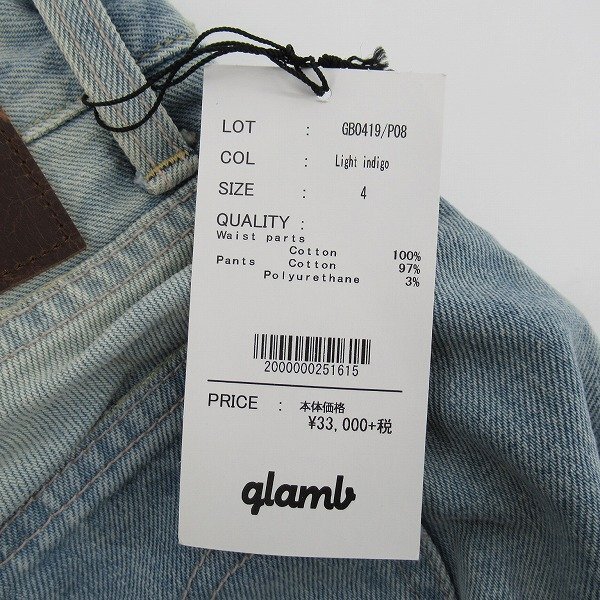 LOT : GB0419/P08
COL : Light indigo
SIZE : 4
QUALITY :
Waist parts
Cotton 100%
Pants Cotton 97%
Polyurethane 3%
2000000251615
PRICE : 本体価格
¥33,000+税
glamb